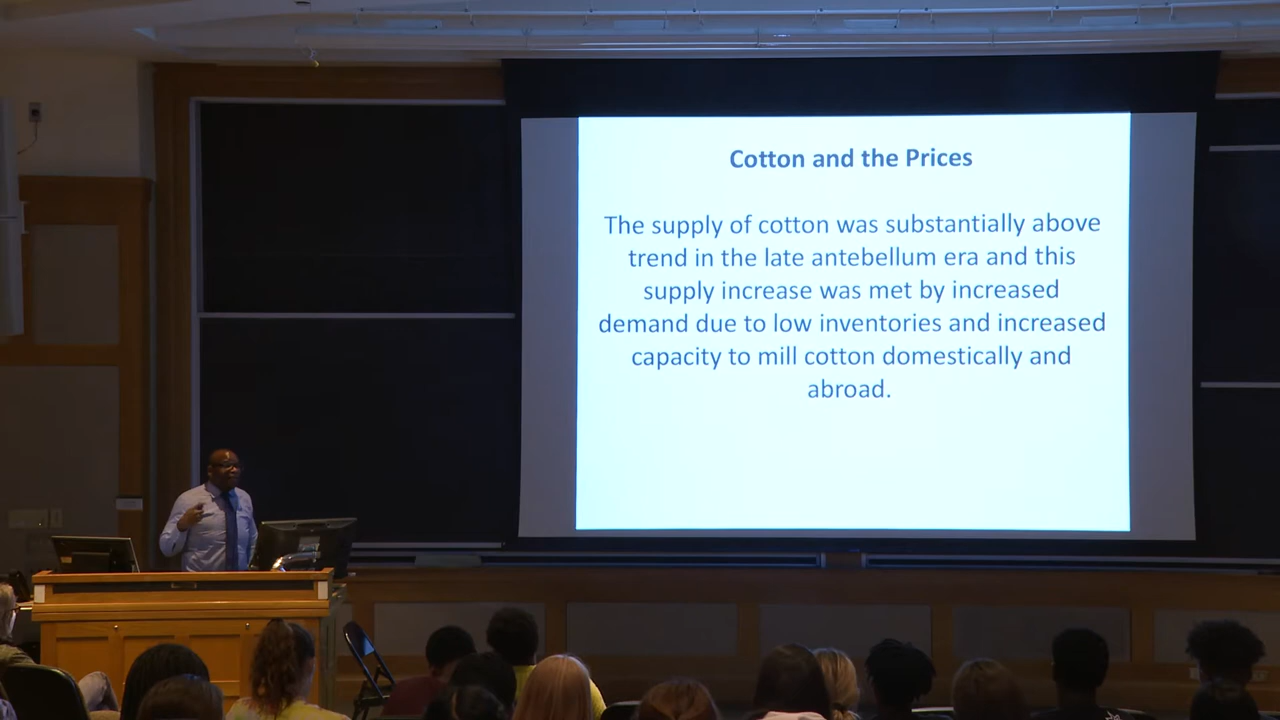 Cotton and the Prices
The supply of cotton was substantially above
trend in the late antebellum era and this
supply increase was met by increased
demand due to low inventories and increased
capacity to mill cotton domestically and
abroad.